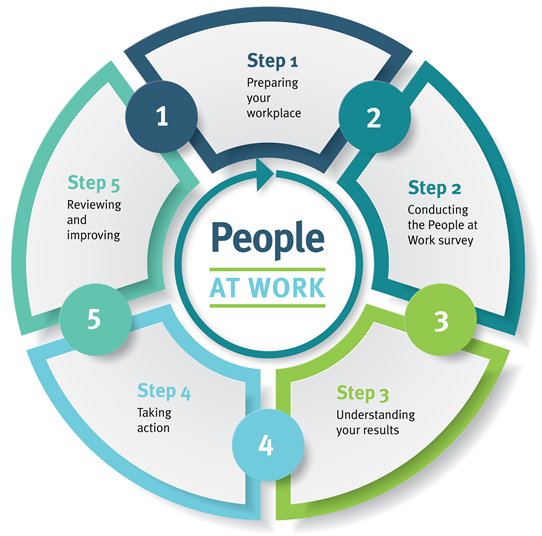 1
Step 1
Preparing
your
workplace
2
Step 2
Conducting
the People at
Work survey
3
Step 3
Understanding
your results
4
Step 4
Taking
action
5
Step 5
Reviewing
and
improving
People
AT WORK